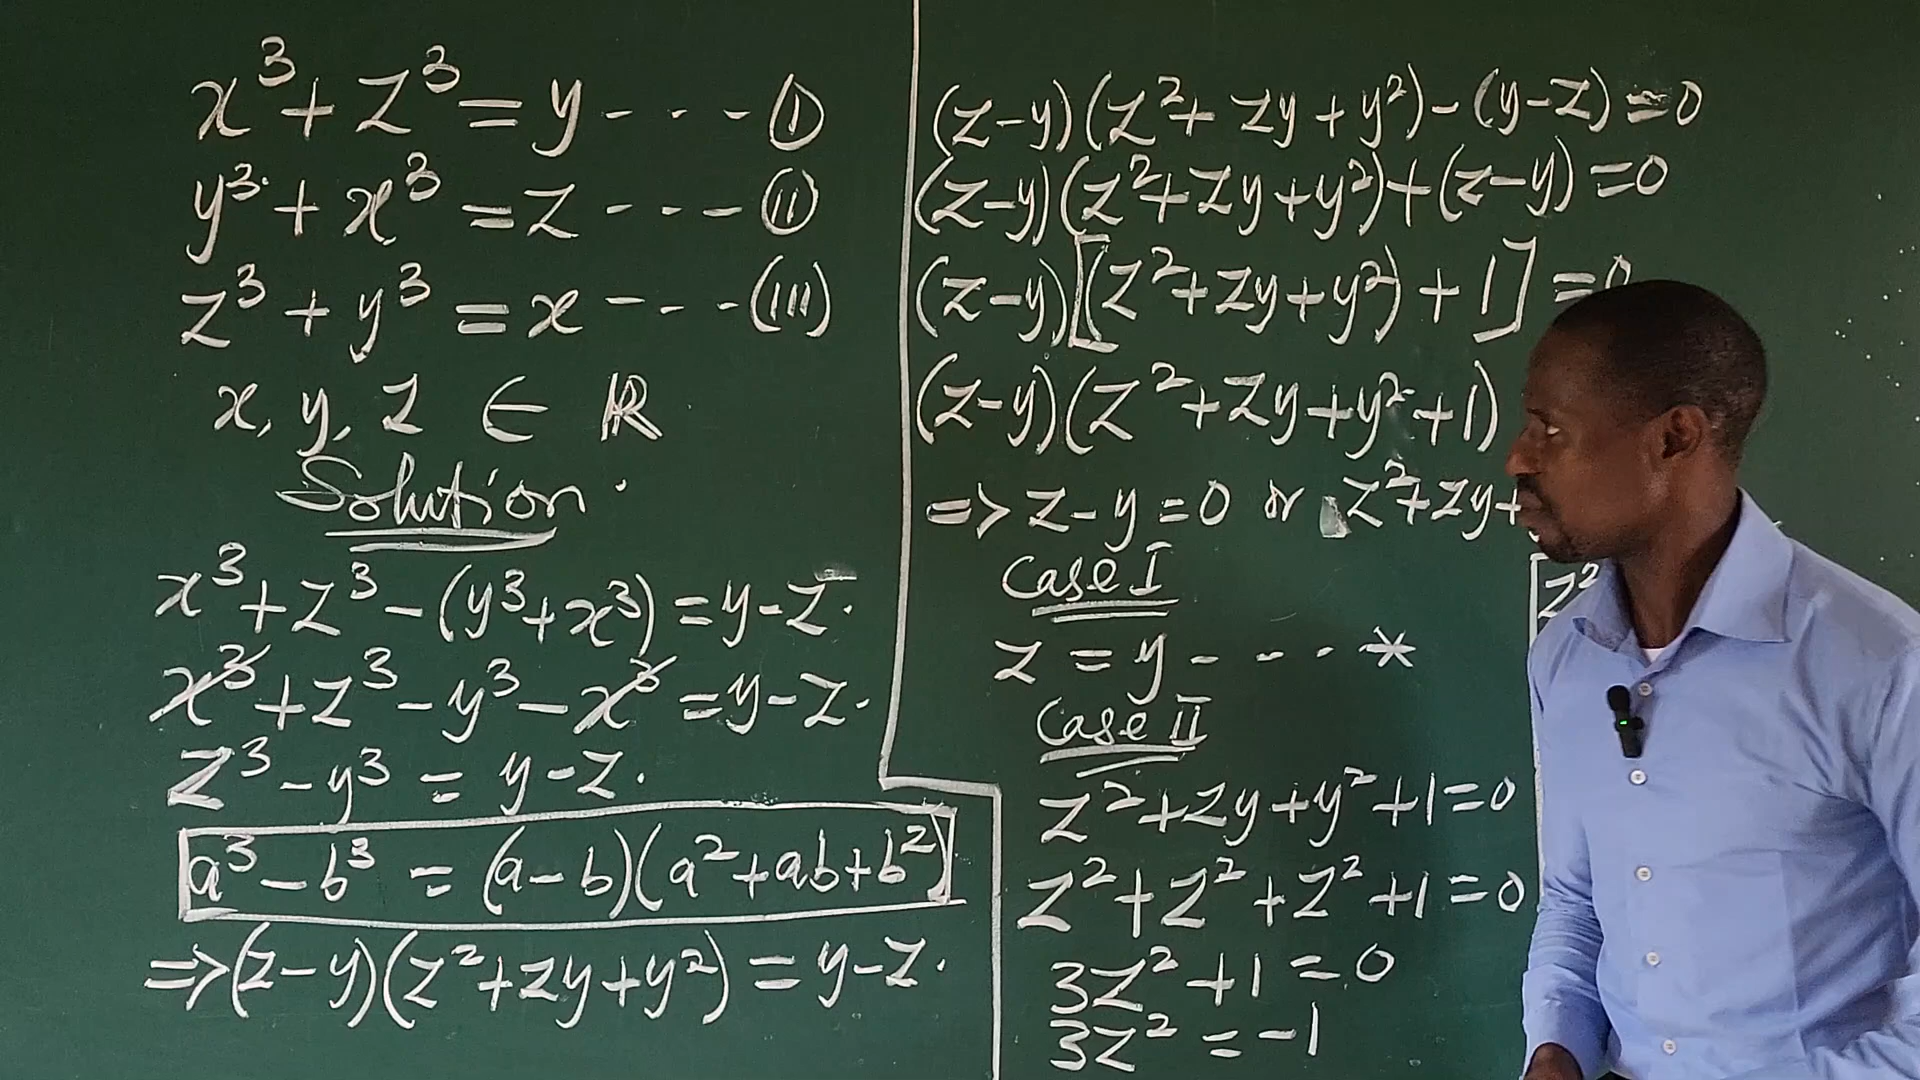 x³ + z³ = y - - - (I)
y³ + x³ = z - - - (II)
z³ + y³ = x - - - (III)
x, y, z ∈ ℝ
Solution.
x³ + z³ - (y³ + x³) = y - z.
x³ + z³ - y³ - x³ = y - z.
z³ - y³ = y - z.
a³ - b³ = (a - b)(a² + ab + b²)
=> (z - y)(z² + zy + y²) = y - z.
(z - y)(z² + zy + y²) - (y - z) = 0
(z - y)(z² + zy + y²) + (z - y) = 0
(z - y)[(z² + zy + y²) + 1] = 0
(z - y)(z² + zy + y² + 1)
=> z - y = 0 or z² + zy +
z²
Case I
z = y - - - *
Case II
z² + zy + y² + 1 = 0
z² + z² + z² + 1 = 0
3z² + 1 = 0
3z² = -1